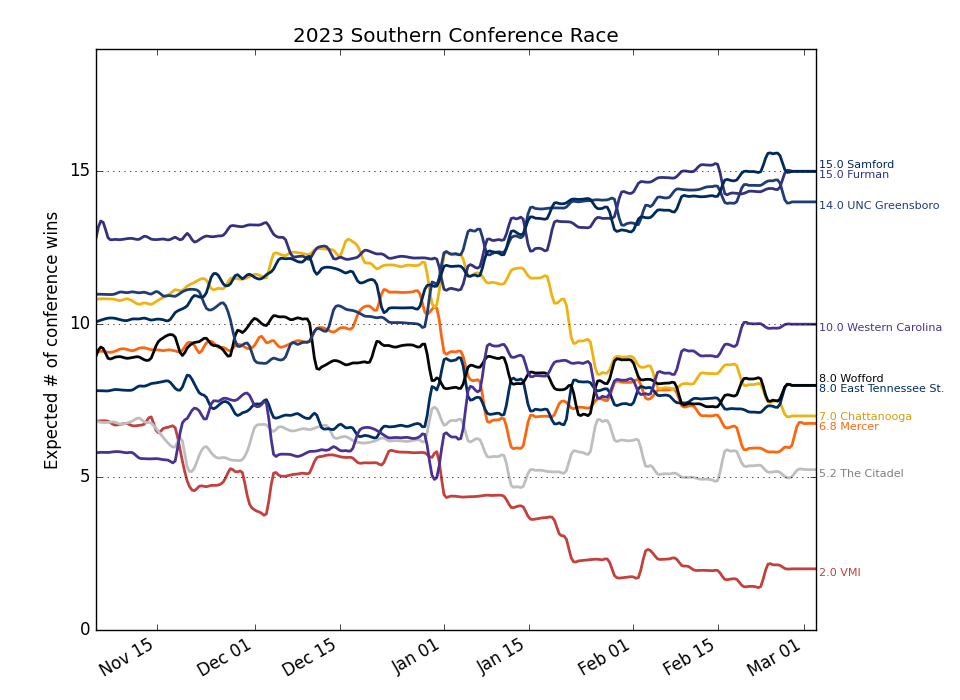 2023 Southern Conference Race
Expected # of conference wins
15
10
5
0
15.0 Samford
15.0 Furman
14.0 UNC Greensboro
10.0 Western Carolina
8.0 Wofford
8.0 East Tennessee St.
7.0 Chattanooga
6.8 Mercer
5.2 The Citadel
2.0 VMI
Nov 15
Dec 01
Dec 15
Jan 01
Jan 15
Feb 01
Feb 15
Mar 01